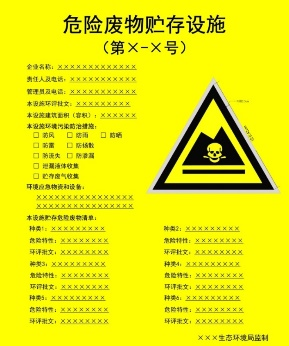 危险废物贮存设施
（第×-×号）
企业名称：×××××××××××××
责任人及电话：×××××××××××
管理员及电话：×××××××××××
本设施环评批文：×××××××××
本设施建筑面积（容积）：×××××××
本设施环境污染防治措施：
□ 防风 □ 防雨 □ 防晒
□ 防雷 □ 防扬散
□ 防流失 □ 防渗漏
□ 泄漏液体收集
□ 贮存废气收集
环境应急物资和设备：
××××××××××××××××
××××××××××××××××
本设施贮存危险废物清单：
种类1：××××××××× 种类2：×××××××××
危险特性：×××××××× 危险特性：××××××××
环评批文：×××××××× 环评批文：××××××××
种类3：××××××××× 种类4：×××××××××
危险特性：×××××××× 危险特性：××××××××
环评批文：×××××××× 环评批文：××××××××
种类5：××××××××× 种类6：×××××××××
危险特性：×××××××× 危险特性：××××××××
环评批文：×××××××× 环评批文：××××××××
×××生态环境局监制